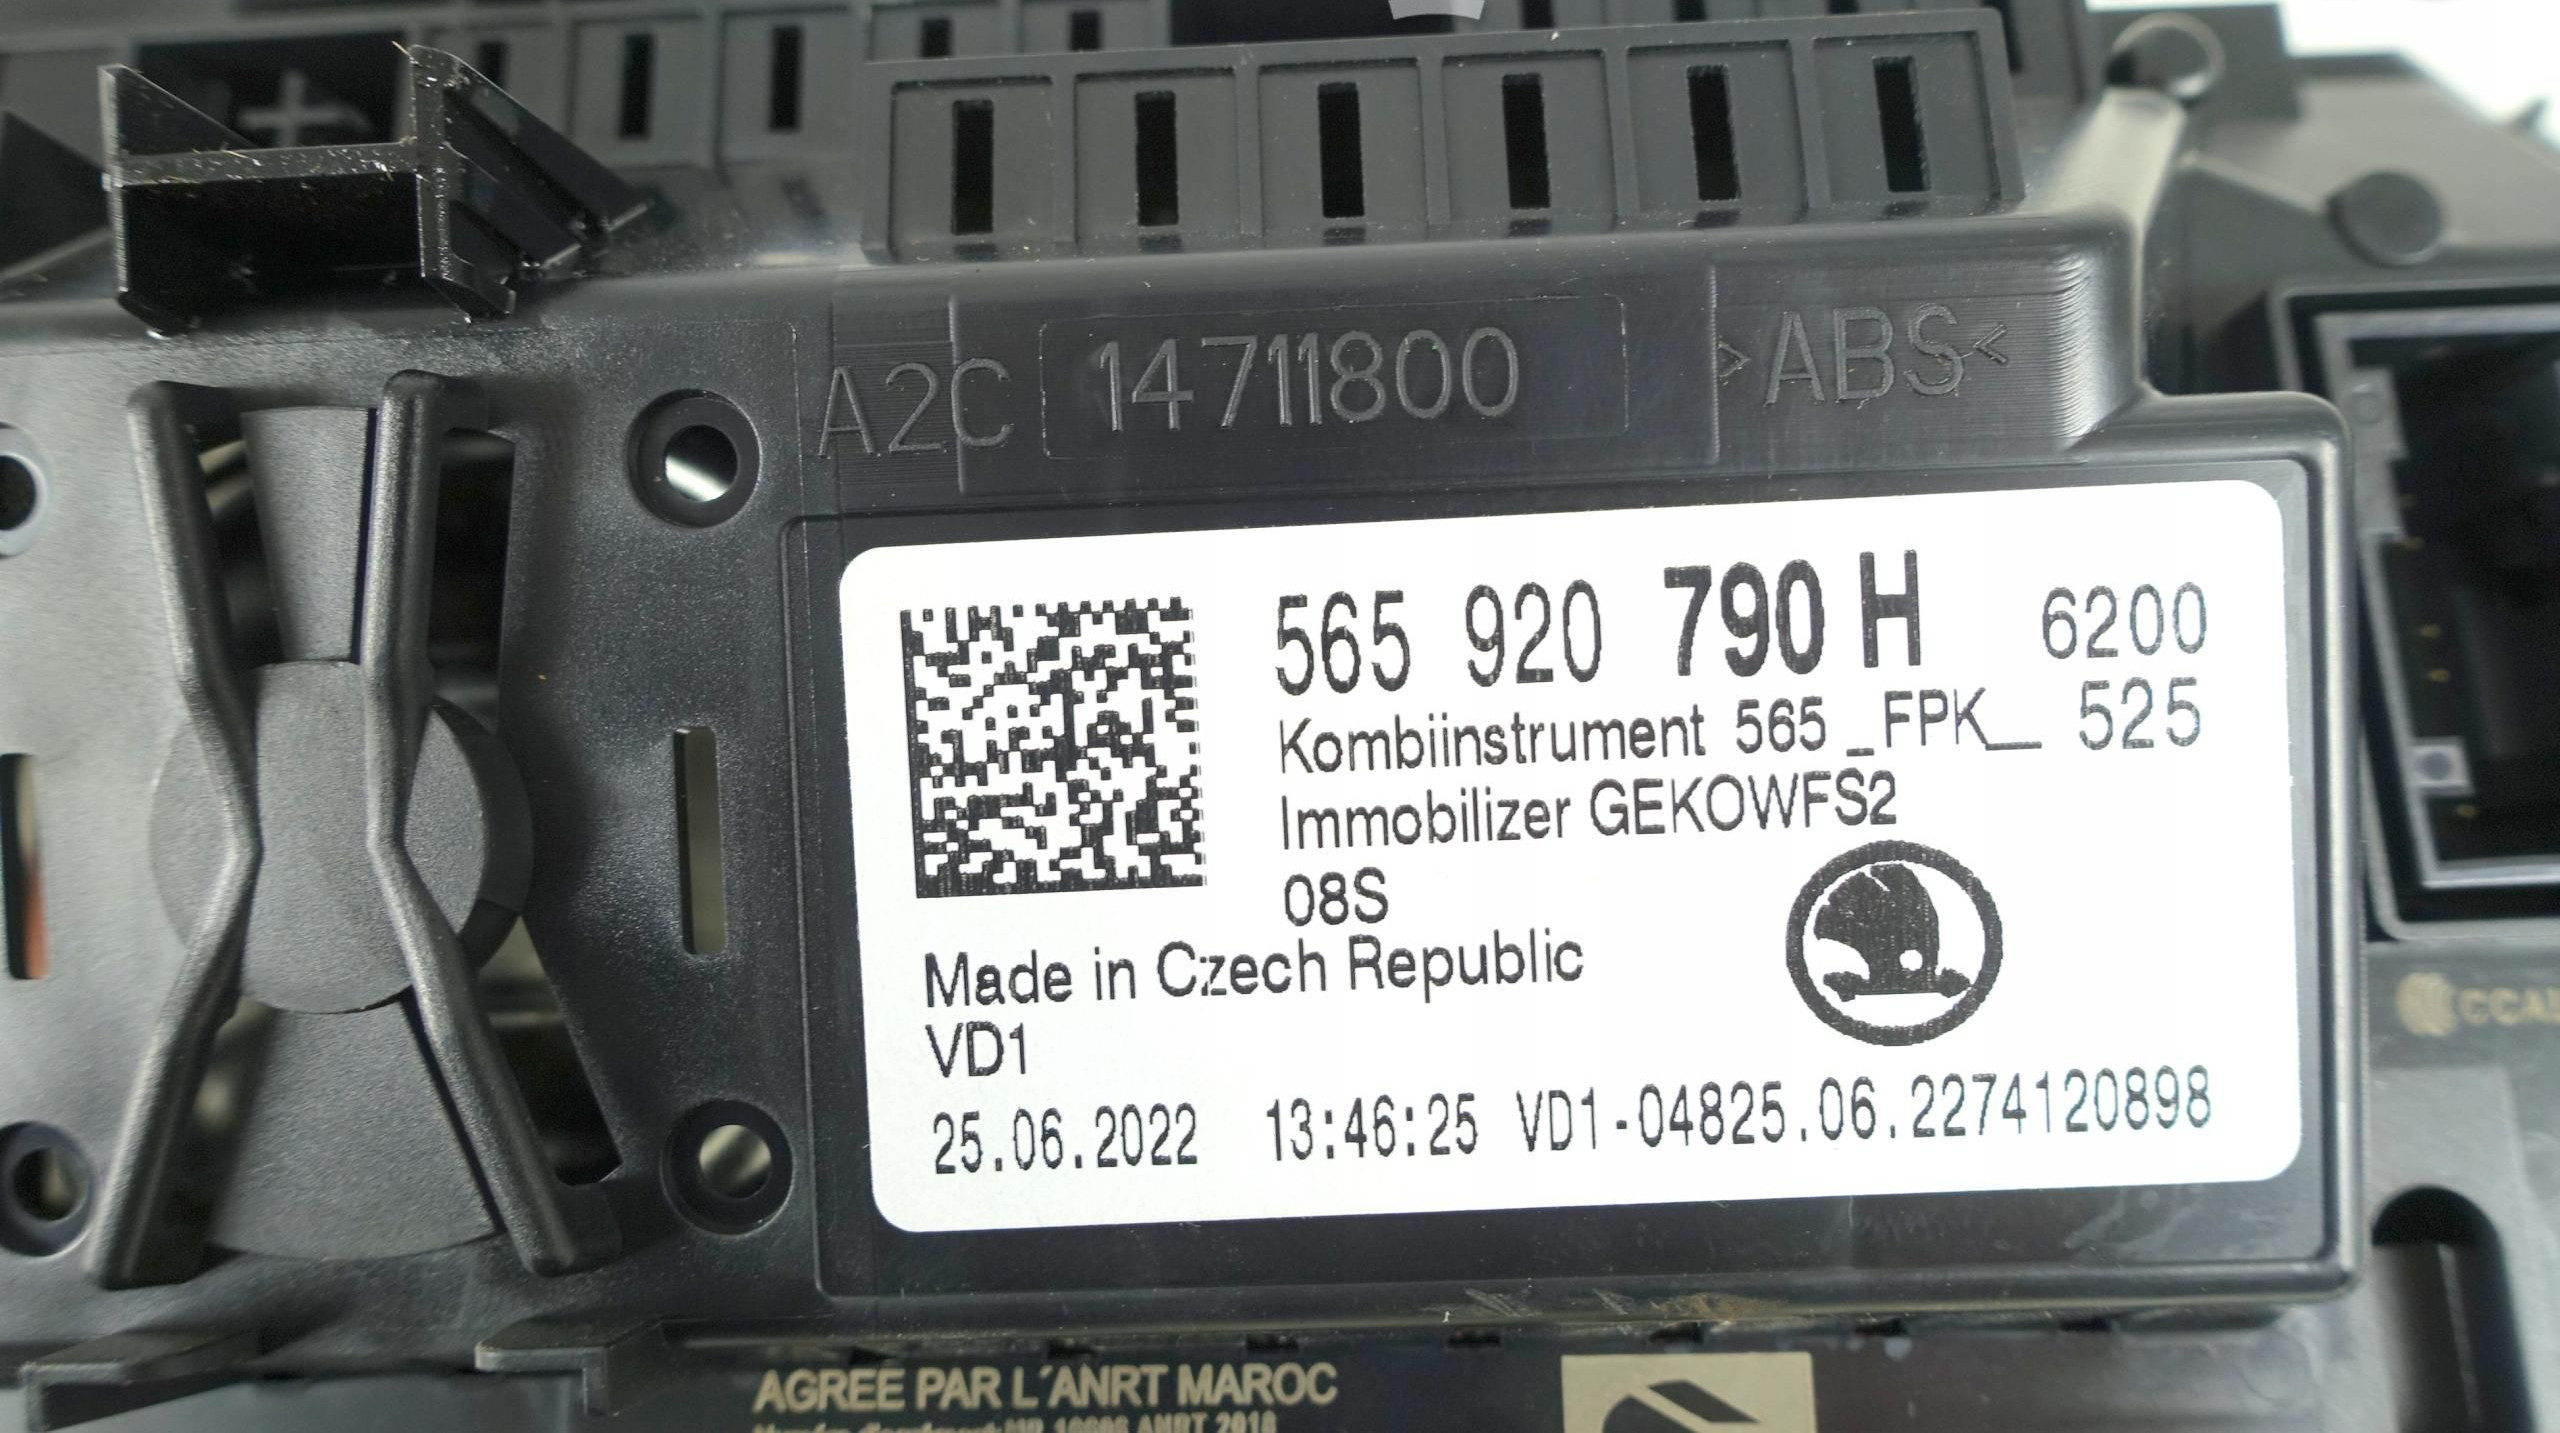 A2C 14711800 >ABS<
565 920 790 H 6200
Kombiinstrument 565 _FPK__ 525
Immobilizer GEKOWFS2
08S
Made in Czech Republic
VD1
25.06.2022 13:46:25 VD1-04825.06.2274120898
AGREE PAR L´ANRT MAROC